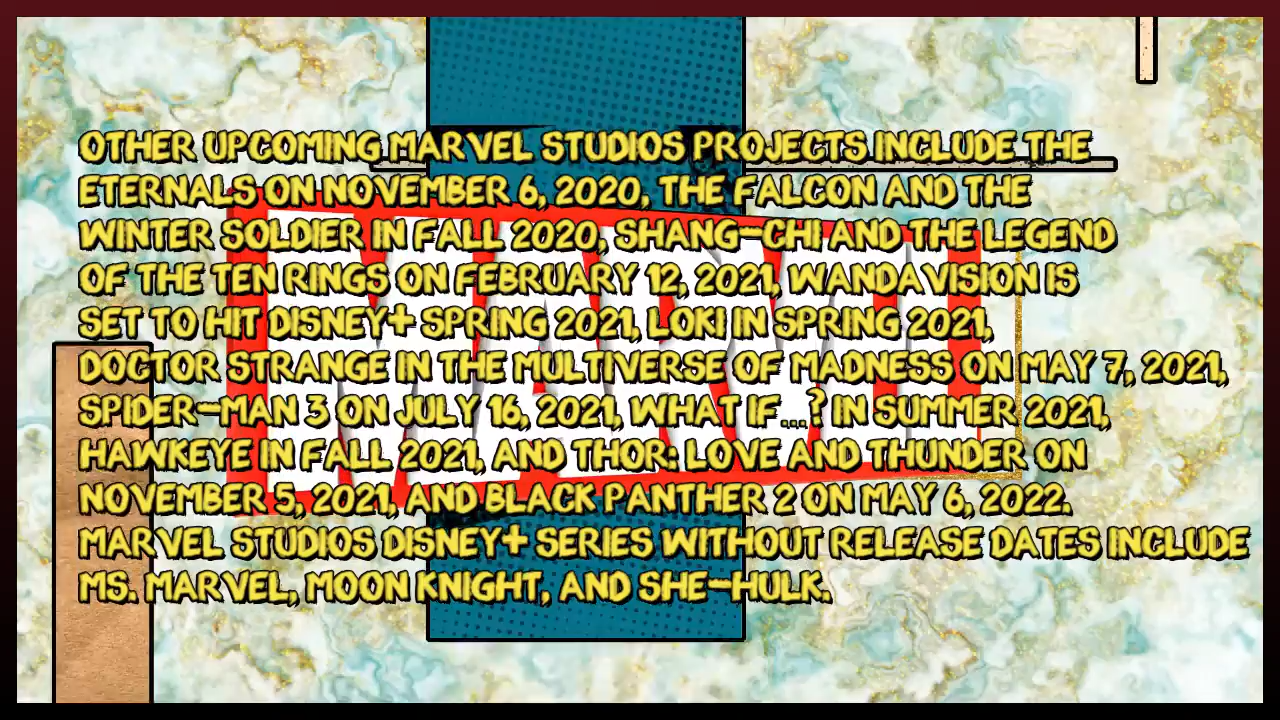 OTHER UPCOMING MARVEL STUDIOS PROJECTS INCLUDE THE
ETERNALS ON NOVEMBER 6, 2020, THE FALCON AND THE
WINTER SOLDIER IN FALL 2020, SHANG-CHI AND THE LEGEND
OF THE TEN RINGS ON FEBRUARY 12, 2021, WANDAVISION IS
SET TO HIT DISNEY+ SPRING 2021, LOKI IN SPRING 2021,
DOCTOR STRANGE IN THE MULTIVERSE OF MADNESS ON MAY 7, 2021,
SPIDER-MAN 3 ON JULY 16, 2021, WHAT IF...? IN SUMMER 2021,
HAWKEYE IN FALL 2021, AND THOR: LOVE AND THUNDER ON
NOVEMBER 5, 2021, AND BLACK PANTHER 2 ON MAY 6, 2022.
MARVEL STUDIOS DISNEY+ SERIES WITHOUT RELEASE DATES INCLUDE
MS. MARVEL, MOON KNIGHT, AND SHE-HULK.
MARVEL